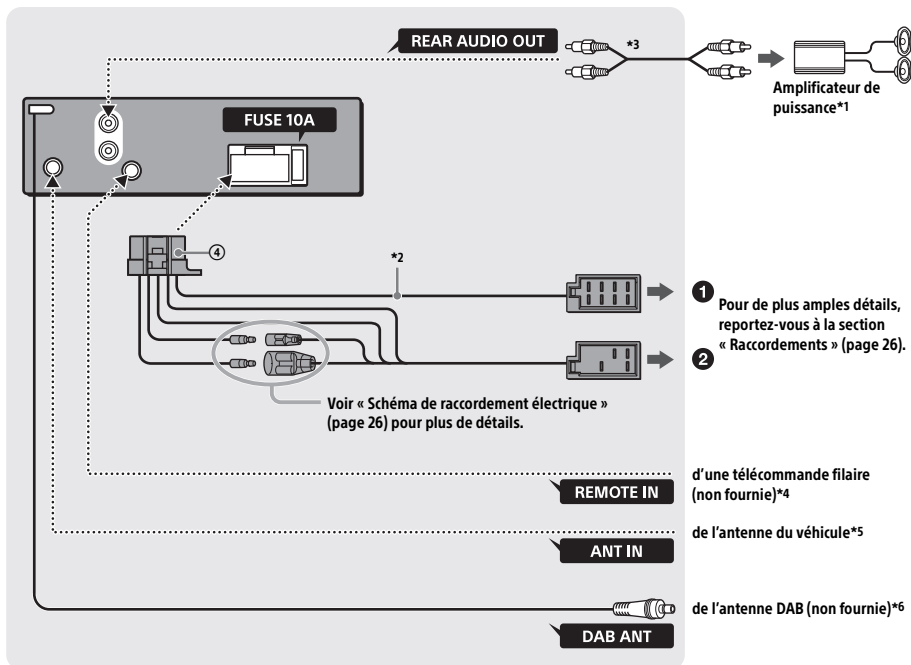 REAR AUDIO OUT
*3
Amplificateur de
puissance*1
FUSE 10A
④
*2
❶
Pour de plus amples détails,
reportez-vous à la section
« Raccordements » (page 26).
❷
Voir « Schéma de raccordement électrique »
(page 26) pour plus de détails.
d'une télécommande filaire
(non fournie)*4
REMOTE IN
de l'antenne du véhicule*5
ANT IN
de l'antenne DAB (non fournie)*6
DAB ANT